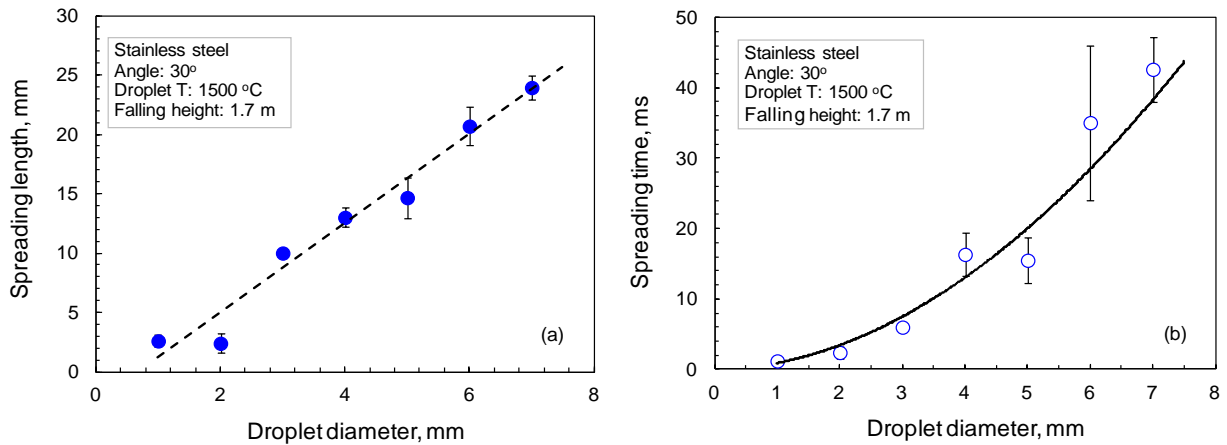 30
25
20
15
10
5
0
Spreading length, mm
Stainless steel
Angle: 30º
Droplet T: 1500 ºC
Falling height: 1.7 m
(a)
0 2 4 6 8
Droplet diameter, mm
50
40
30
20
10
0
Spreading time, ms
Stainless steel
Angle: 30º
Droplet T: 1500 ºC
Falling height: 1.7 m
(b)
0 1 2 3 4 5 6 7 8
Droplet diameter, mm